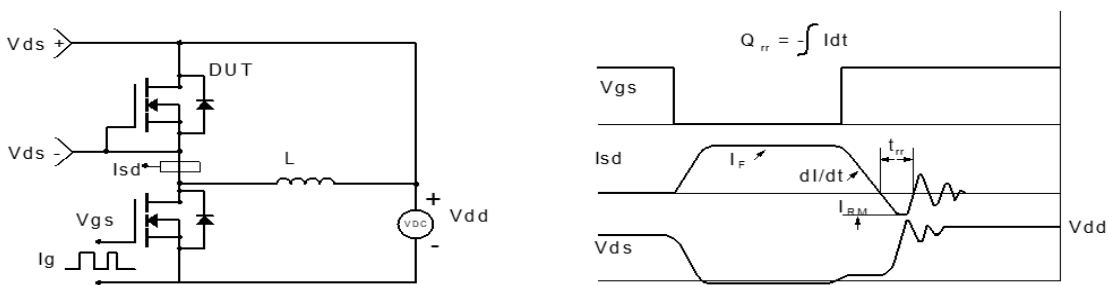 Vds +
DUT
Vds -
Isd
L
Vgs
Ig
VDC
+
-
Vdd
Q rr = -∫ Idt
Vgs
Isd
I F
dI/dt
t rr
I RM
Vds
Vdd